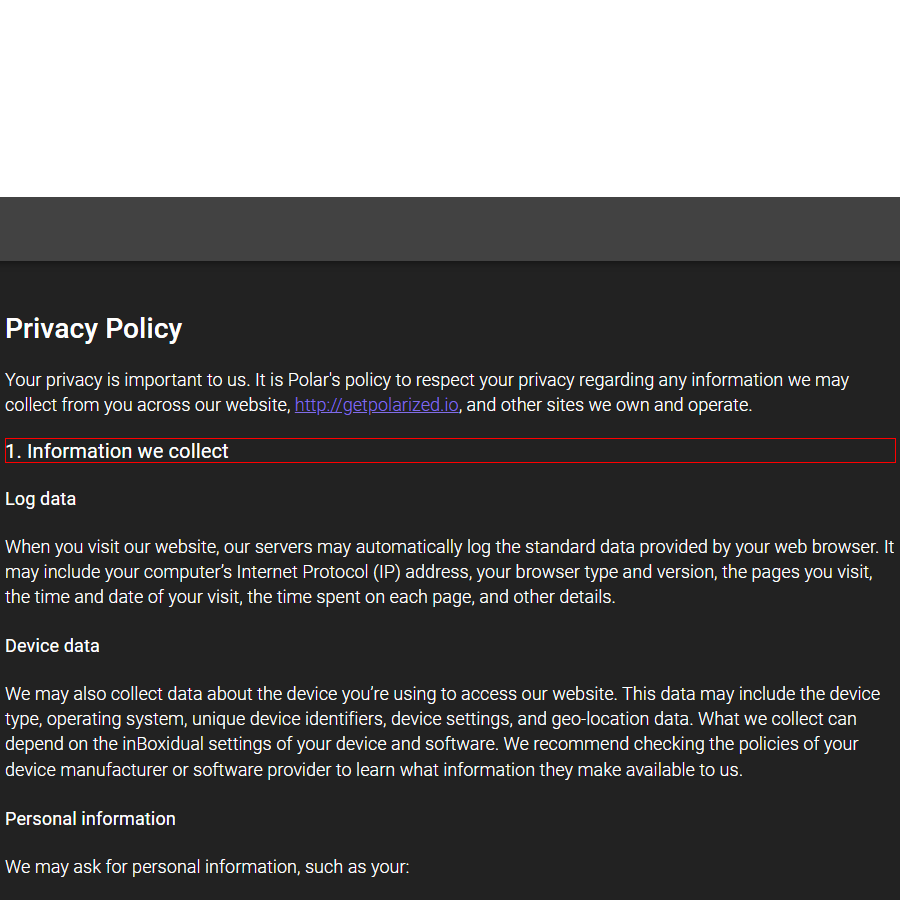 Privacy Policy
Your privacy is important to us. It is Polar's policy to respect your privacy regarding any information we may
collect from you across our website, http://getpolarized.io, and other sites we own and operate.
1. Information we collect
Log data
When you visit our website, our servers may automatically log the standard data provided by your web browser. It
may include your computer’s Internet Protocol (IP) address, your browser type and version, the pages you visit,
the time and date of your visit, the time spent on each page, and other details.
Device data
We may also collect data about the device you’re using to access our website. This data may include the device
type, operating system, unique device identifiers, device settings, and geo-location data. What we collect can
depend on the inBoxidual settings of your device and software. We recommend checking the policies of your
device manufacturer or software provider to learn what information they make available to us.
Personal information
We may ask for personal information, such as your: